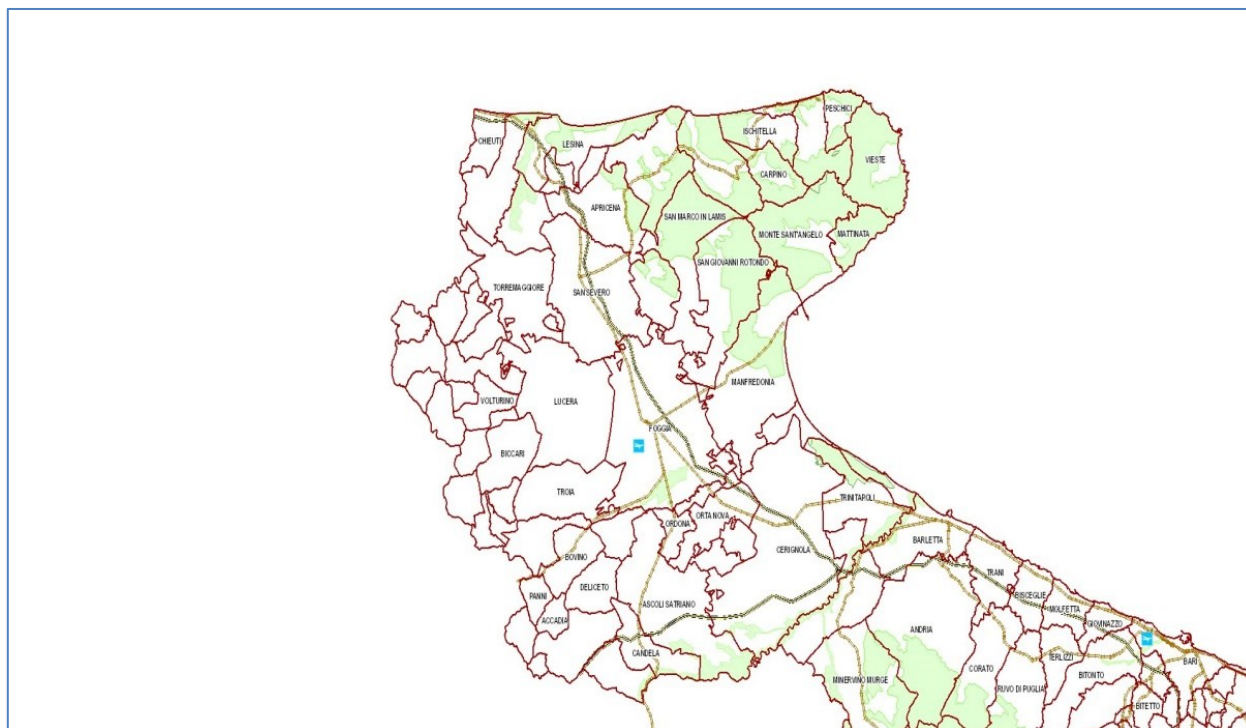 PESCHICI
ISCHITELLA
CHIEUTI
LESINA
VIESTE
CARPINO
APRICENA
SAN MARCO IN LAMIS
MONTE SANT'ANGELO
MATTINATA
SAN GIOVANNI ROTONDO
TORREMAGGIORE
SAN SEVERO
MANFREDONIA
VOLTURINO
LUCERA
FOGGIA
BICCARI
TROIA
TRINITAPOLI
ORTA NOVA
ORDONA
BARLETTA
CERIGNOLA
BOVINO
TRANI
DELICETO
PANNI
BISCEGLIE
ASCOLI SATRIANO
MOLFETTA
ACCADIA
GIOVINAZZO
ANDRIA
CANDELA
TERLIZZI
BARI
CORATO
BITONTO
MINERVINO MURGE
RUVO DI PUGLIA
BITETTO